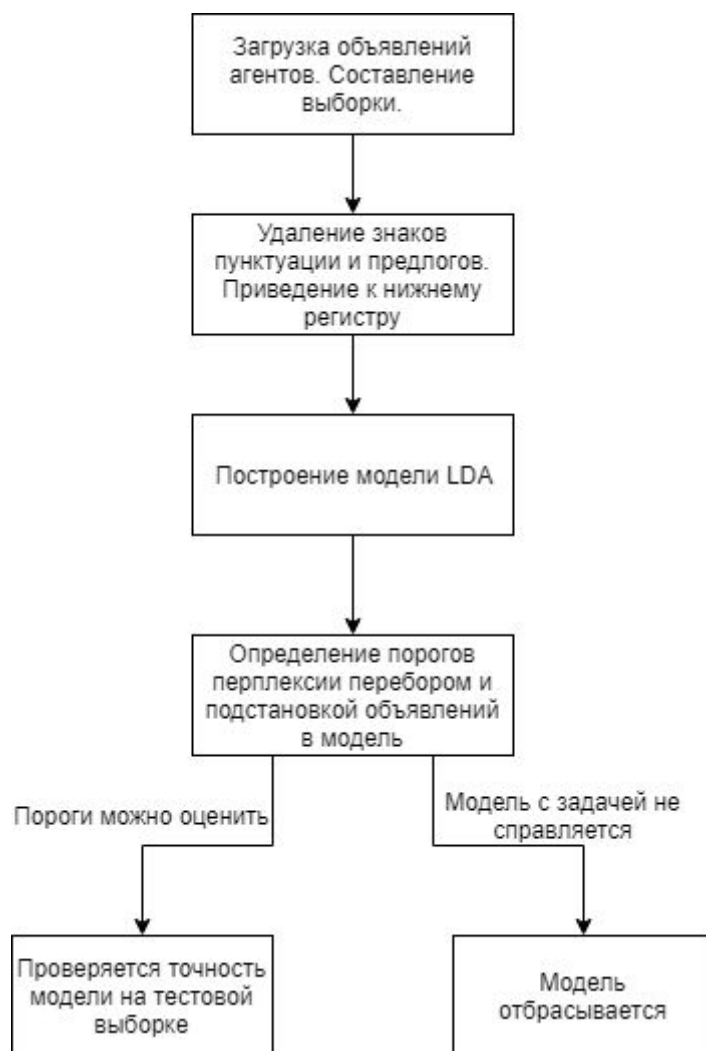 Загрузка объявлений
агентов. Составление
выборки.
Удаление знаков
пунктуации и предлогов.
Приведение к нижнему
регистру
Построение модели LDA
Определение порогов
перплексии перебором и
подстановкой объявлений
в модель
Пороги можно оценить
Модель с задачей не
справляется
Проверяется точность
модели на тестовой
выборке
Модель
отбрасывается